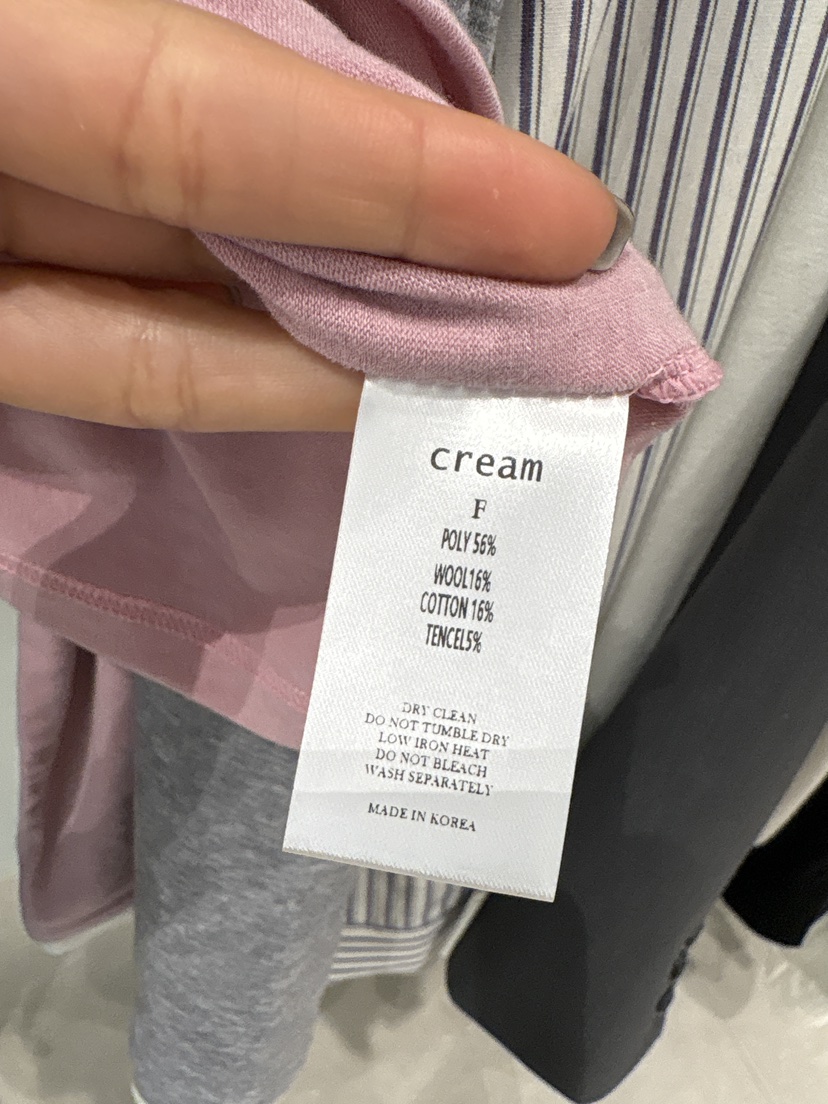 cream
F
POLY 56%
WOOL16%
COTTON 16%
TENCEL5%
DRY CLEAN
DO NOT TUMBLE DRY
LOW IRON HEAT
DO NOT BLEACH
WASH SEPARATELY
MADE IN KOREA